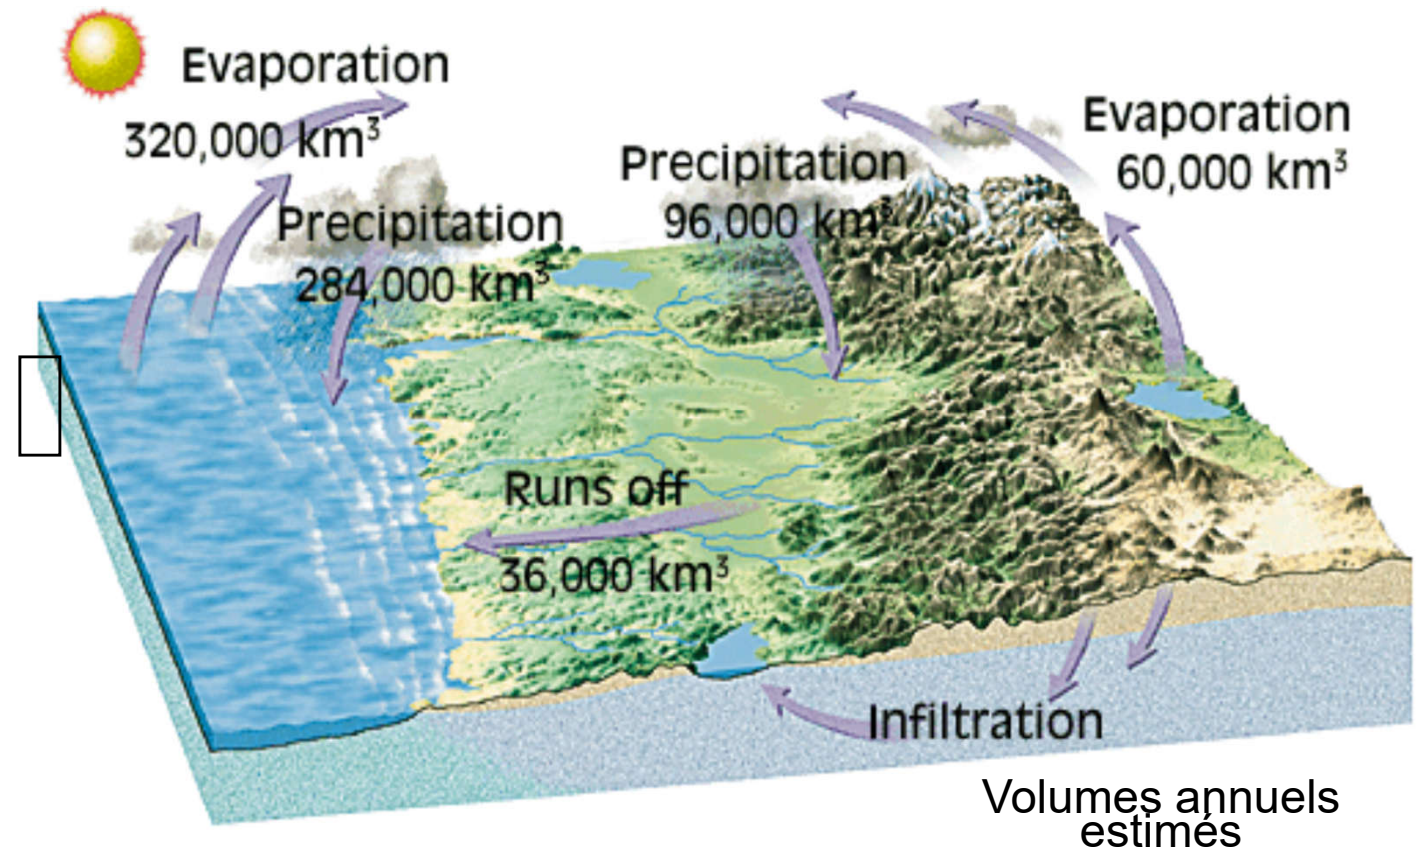 Evaporation
320,000 km³
Precipitation
284,000 km³
Precipitation
96,000 km³
Evaporation
60,000 km³
Runs off
36,000 km³
Infiltration
Volumes annuels
estimés